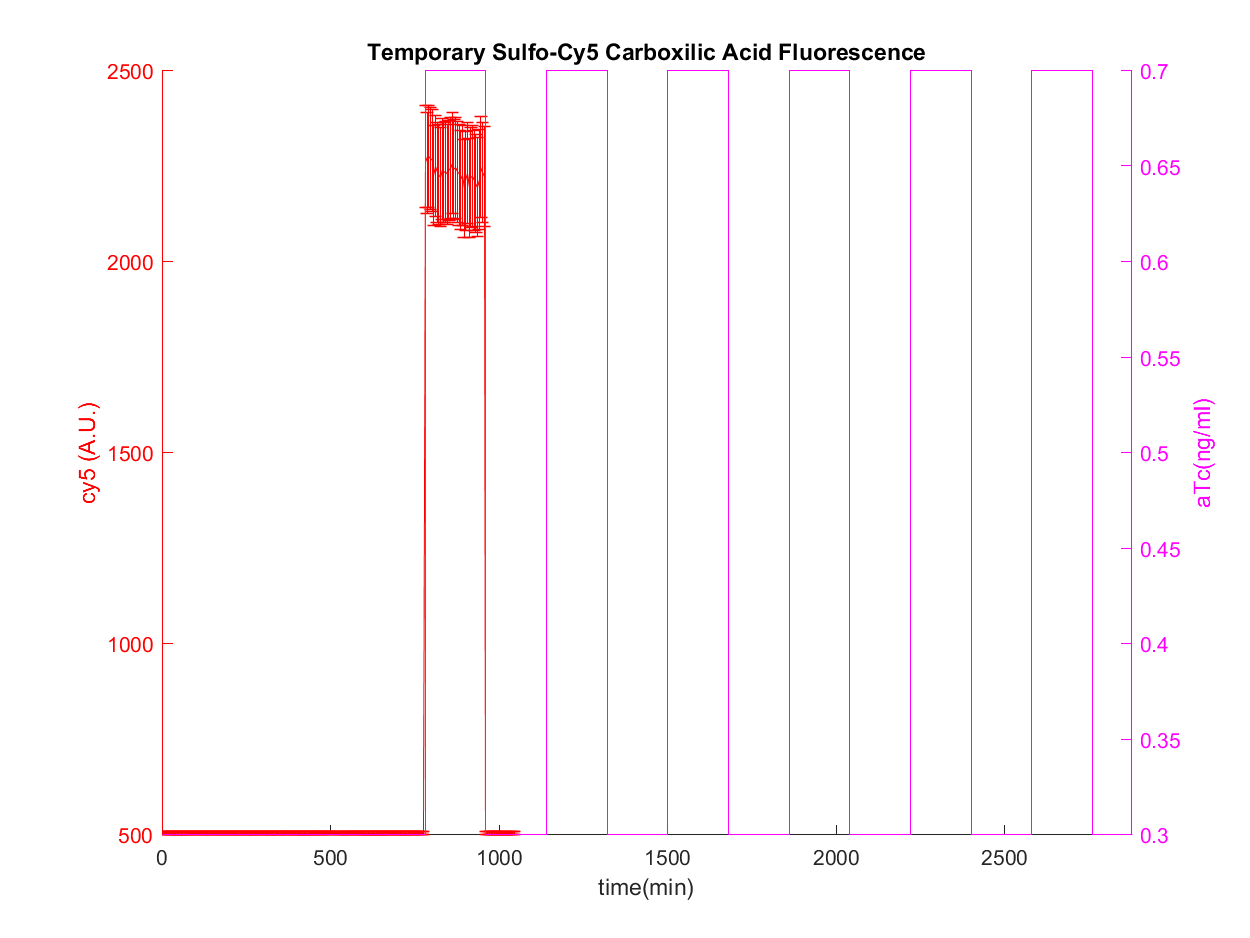 Temporary Sulfo-Cy5 Carboxilic Acid Fluorescence
2500
2000
1500
1000
500
cy5 (A.U.)
0.7
0.65
0.6
0.55
0.5
0.45
0.4
0.35
0.3
aTc(ng/ml)
0 500 1000 1500 2000 2500
time(min)